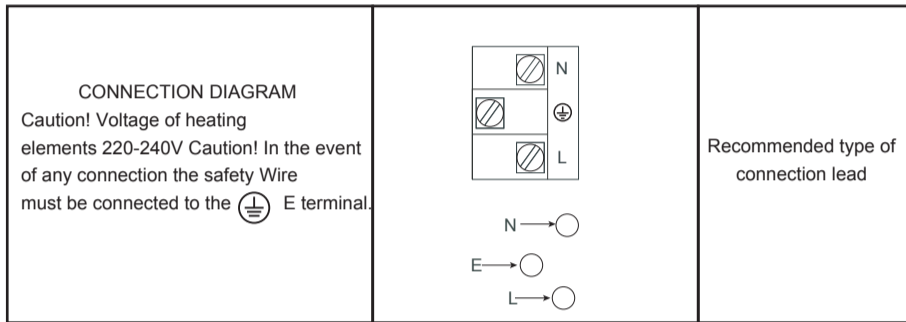 CONNECTION DIAGRAM
Caution! Voltage of heating
elements 220-240V Caution! In the event
of any connection the safety Wire
must be connected to the E terminal.
N
L
N
E
L
Recommended type of
connection lead